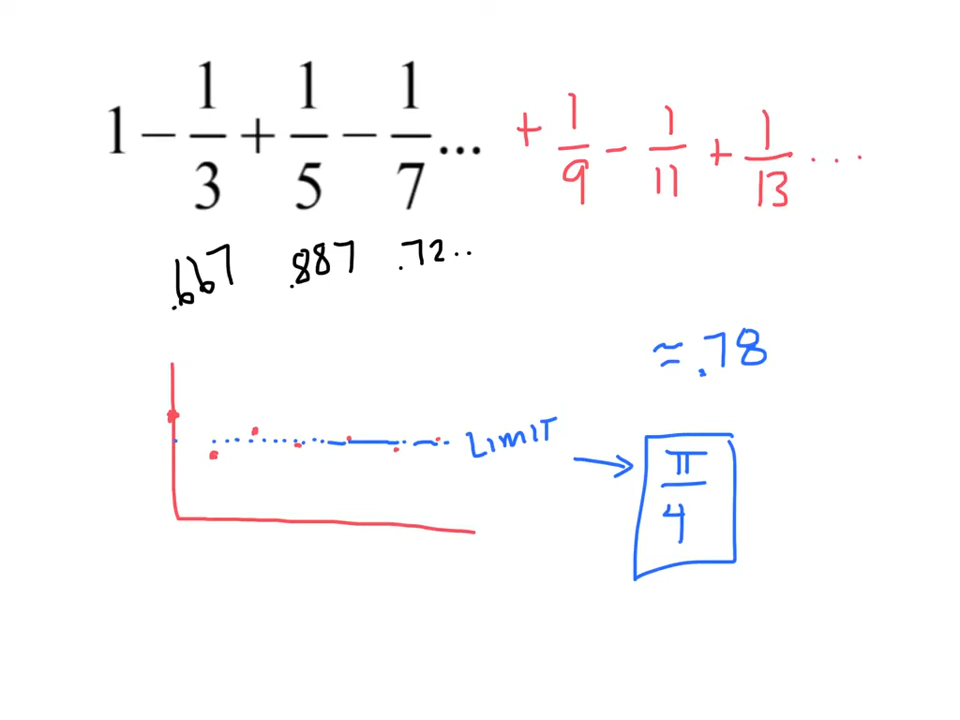 1 − 1/3 + 1/5 − 1/7 ... + 1/9 − 1/11 + 1/13 ...
.667 .887 .72..
≈ .78
LIMIT → π/4